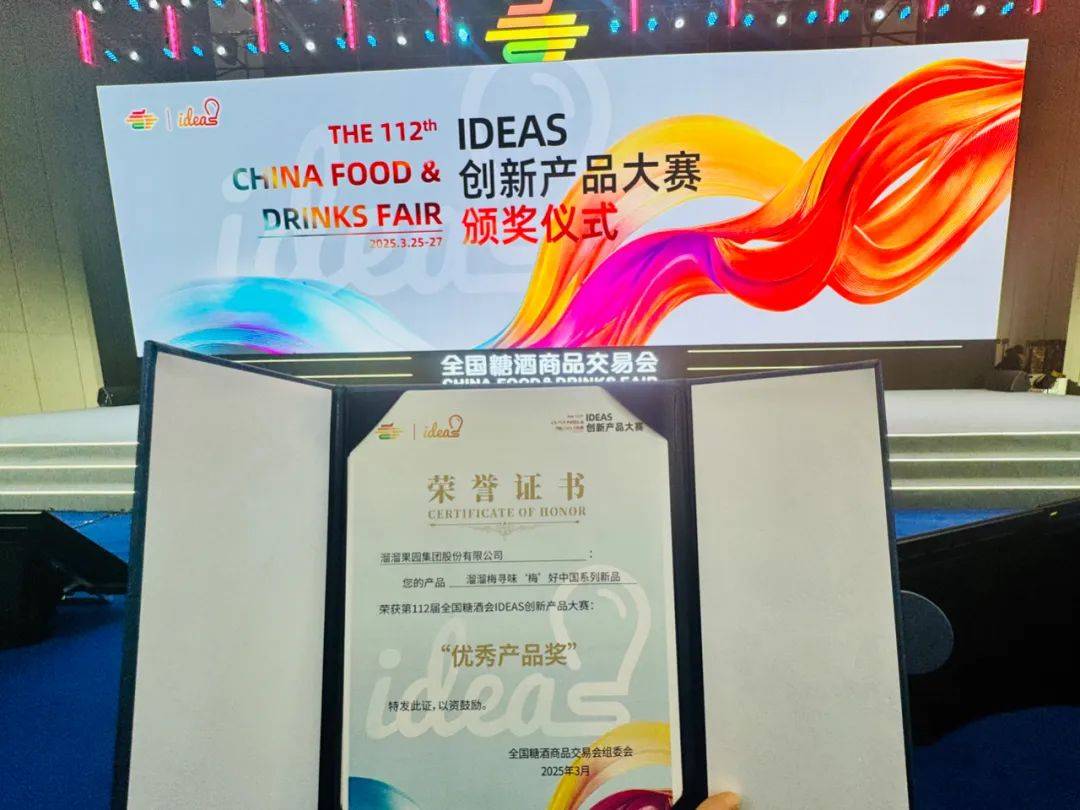 ideas
THE 112th
CHINA FOOD &
DRINKS FAIR
2025.3.25-27
IDEAS
创新产品大赛
颁奖仪式
全国糖酒商品交易会
CHINA FOOD & DRINKS FAIR
ideas
IDEAS
创新产品大赛
荣誉证书
CERTIFICATE OF HONOR
溜溜果园集团股份有限公司：
您的产品 溜溜梅寻味‘梅’好中国系列新品
荣获第112届全国糖酒会IDEAS创新产品大赛：
“优秀产品奖”
ideas
特发此证，以资鼓励。
全国糖酒商品交易会组委会
2025年3月